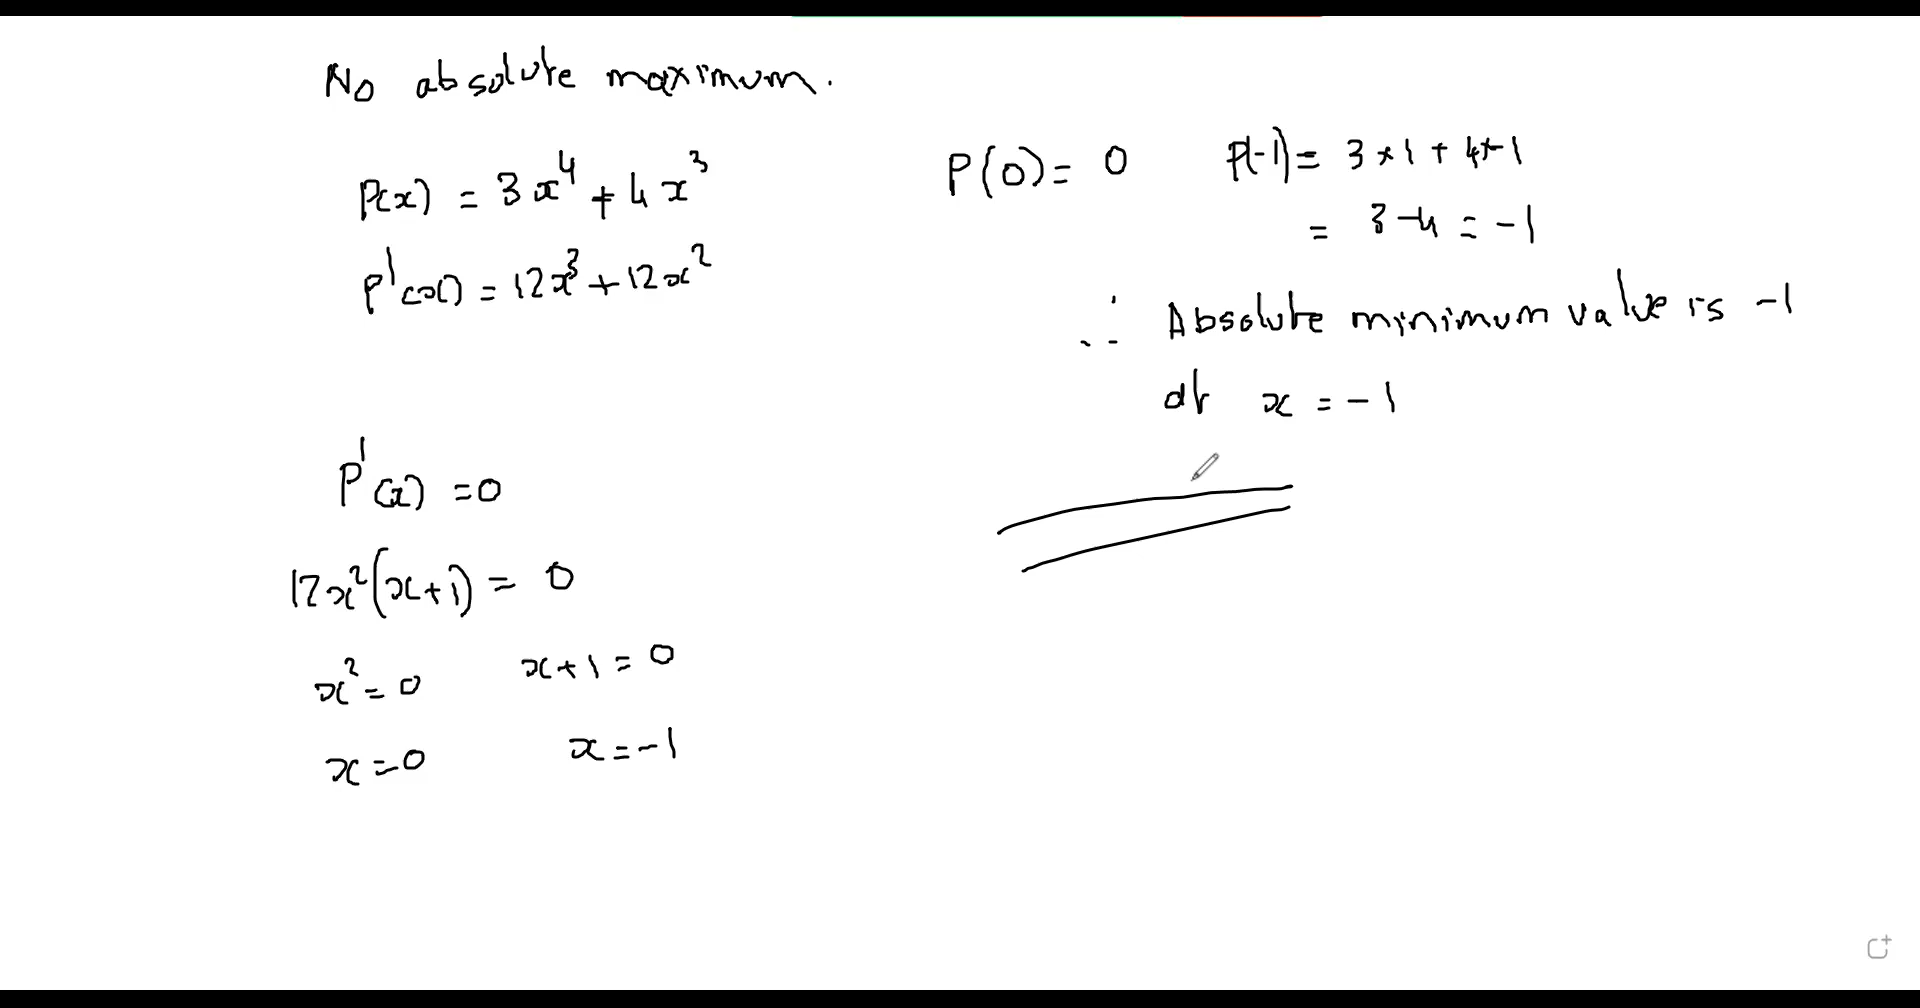 No absolute maximum.
P(x) = 3x⁴ + 4x³
P'(x) = 12x³ + 12x²
P'(x) = 0
12x²(x+1) = 0
x² = 0 x+1 = 0
x = 0 x = -1
P(0) = 0 P(-1) = 3×1 + 4×-1
= 3-4 = -1
∴ Absolute minimum value is -1
at x = -1